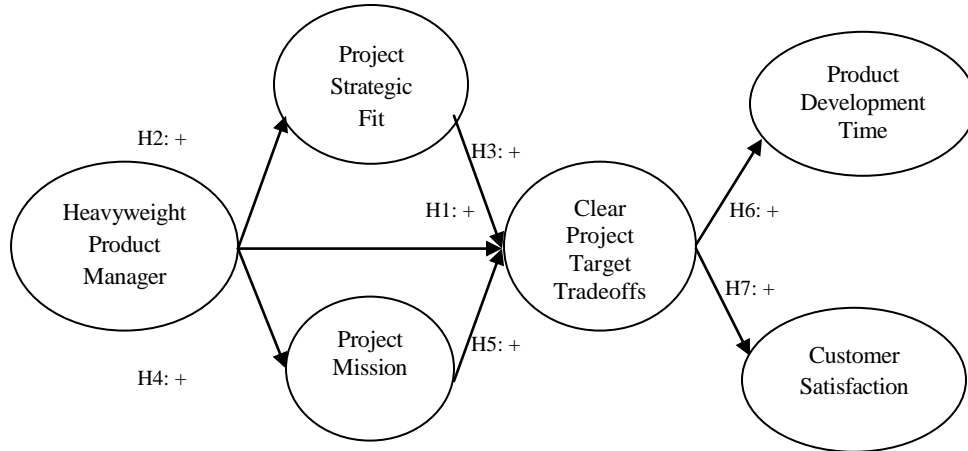 Project
Strategic
Fit
Product
Development
Time
H2: +
H3: +
Heavyweight
Product
Manager
H1: +
Clear
Project
Target
Tradeoffs
H6: +
H7: +
Project
Mission
H5: +
H4: +
Customer
Satisfaction